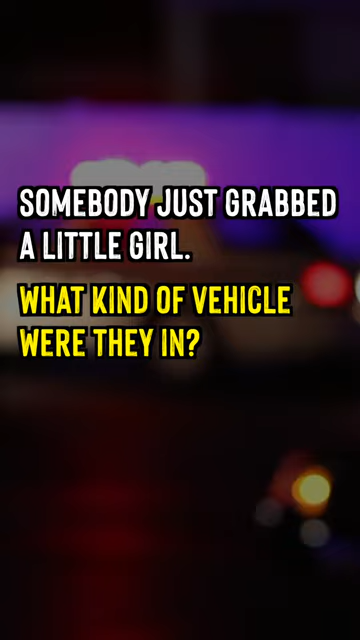 SOMEBODY JUST GRABBED
A LITTLE GIRL.
WHAT KIND OF VEHICLE
WERE THEY IN?